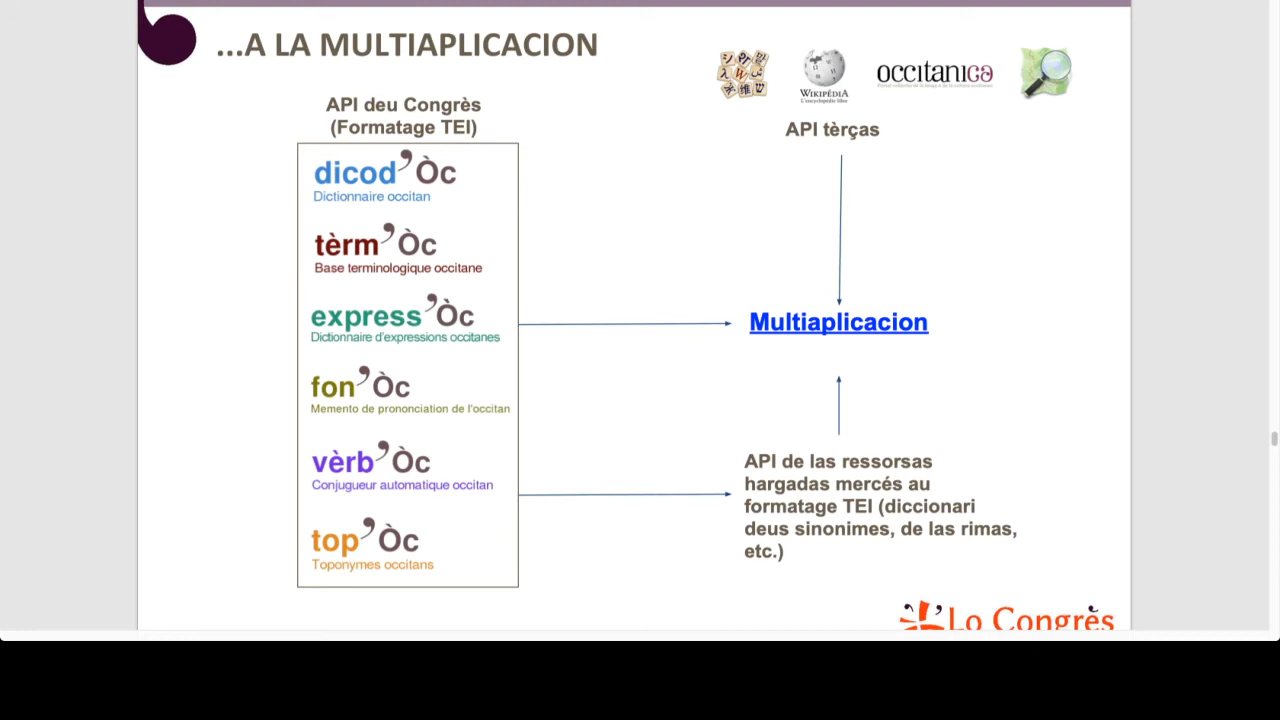 ...A LA MULTIAPLICACION
API deu Congrès
(Formatage TEI)
dicod'Òc
Dictionnaire occitan
tèrm'Òc
Base terminologique occitane
express'Òc
Dictionnaire d'expressions occitanes
fon'Òc
Memento de prononciation de l'occitan
vèrb'Òc
Conjugueur automatique occitan
top'Òc
Toponymes occitans
WIKIPÉDIA
L'encyclopédie libre
occitanica
API tèrças
Multiaplicacion
API de las ressorsas
hargadas mercés au
formatage TEI (diccionari
deus sinonimes, de las rimas,
etc.)
Lo Congrès